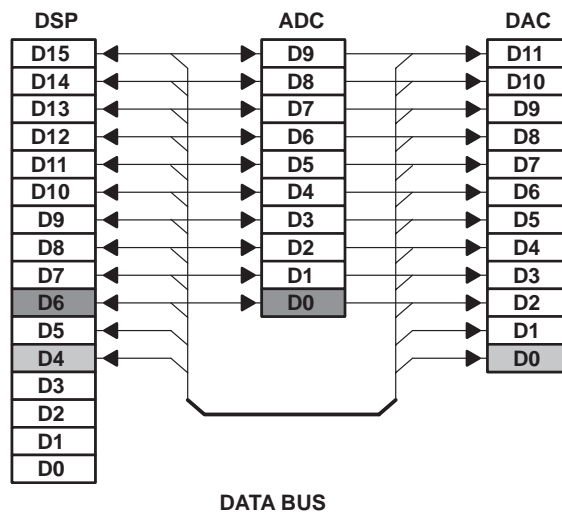 DSP ADC DAC
D15 D9 D11
D14 D8 D10
D13 D7 D9
D12 D6 D8
D11 D5 D7
D10 D4 D6
D9 D3 D5
D8 D2 D4
D7 D1 D3
D6 D0 D2
D5 D1
D4 D0
D3
D2
D1
D0
DATA BUS